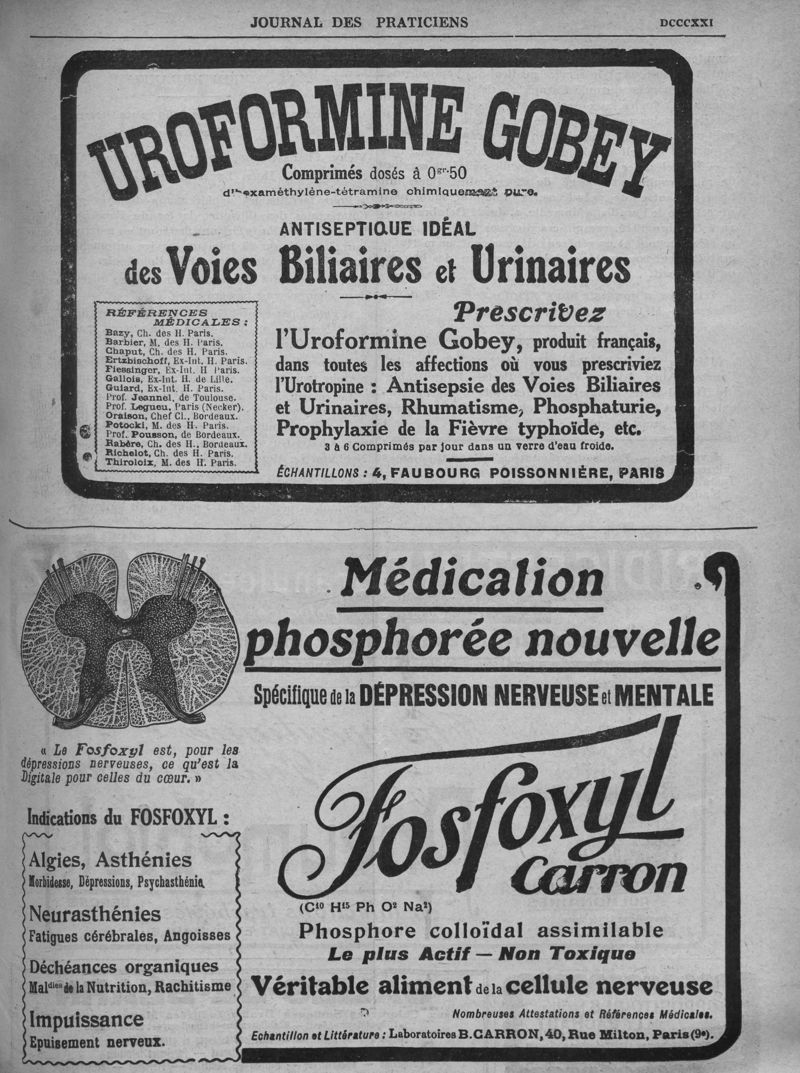 JOURNAL DES PRATICIENS
DCCCXXI
UROFORMINE GOBEY
Comprimés dosés à 0gr·50
d'hexaméthylène-tétramine chimiquement pure.
ANTISEPTIQUE IDÉAL
des Voies Biliaires et Urinaires
RÉFÉRENCES
MÉDICALES :
Bazy, Ch. des H. Paris.
Barbier, M. des H. Paris.
Chaput, Ch. des H. Paris.
Ertzbischoff, Ex-Int. H. Paris.
Fiessinger, Ex-Int. H Paris.
Gallois, Ex-Int. H. de Lille.
Guiard, Ex-Int. H. Paris.
Prof. Jeannel, de Toulouse.
Prof. Legueu, Paris (Necker).
Oraison, Chef Cl., Bordeaux.
Potocki, M. des H. Paris.
Prof. Pousson, de Bordeaux.
Rabère, Ch. des H., Bordeaux.
Richelot, Ch. des H. Paris.
Thiroloix, M. des H. Paris.
Prescrivez
l'Uroformine Gobey, produit français,
dans toutes les affections où vous prescriviez
l'Urotropine : Antisepsie des Voies Biliaires
et Urinaires, Rhumatisme, Phosphaturie,
Prophylaxie de la Fièvre typhoïde, etc.
3 à 6 Comprimés par jour dans un verre d'eau froide.
ÉCHANTILLONS : 4, FAUBOURG POISSONNIÈRE, PARIS
Médication
phosphorée nouvelle
Spécifique de la DÉPRESSION NERVEUSE et MENTALE
« Le Fosfoxyl est, pour les
dépressions nerveuses, ce qu'est la
Digitale pour celles du cœur. »
Indications du FOSFOXYL :
Algies, Asthénies
Morbidesse, Dépressions, Psychasthénie
Neurasthénies
Fatigues cérébrales, Angoisses
Déchéances organiques
Maldies de la Nutrition, Rachitisme
Impuissance
Epuisement nerveux.
Fosfoxyl
Carron
(C10 H15 Ph O2 Na2)
Phosphore colloïdal assimilable
Le plus Actif — Non Toxique
Véritable aliment de la cellule nerveuse
Nombreuses Attestations et Références Médicales.
Echantillon et Littérature : Laboratoires B. CARRON, 40, Rue Milton, Paris (9e).